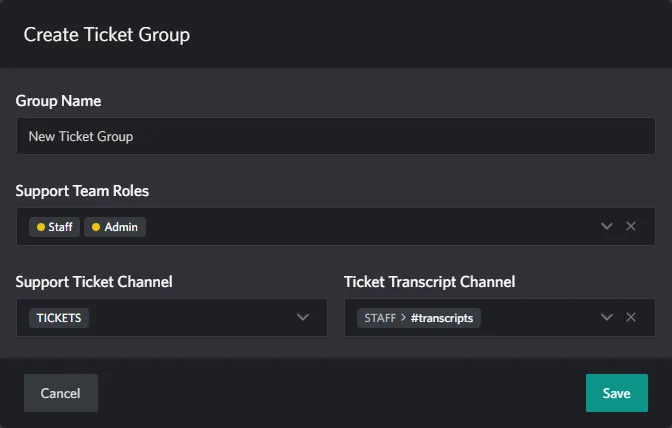 Create Ticket Group
Group Name
New Ticket Group
Support Team Roles
Staff Admin
Support Ticket Channel Ticket Transcript Channel
TICKETS STAFF > #transcripts
Cancel Save